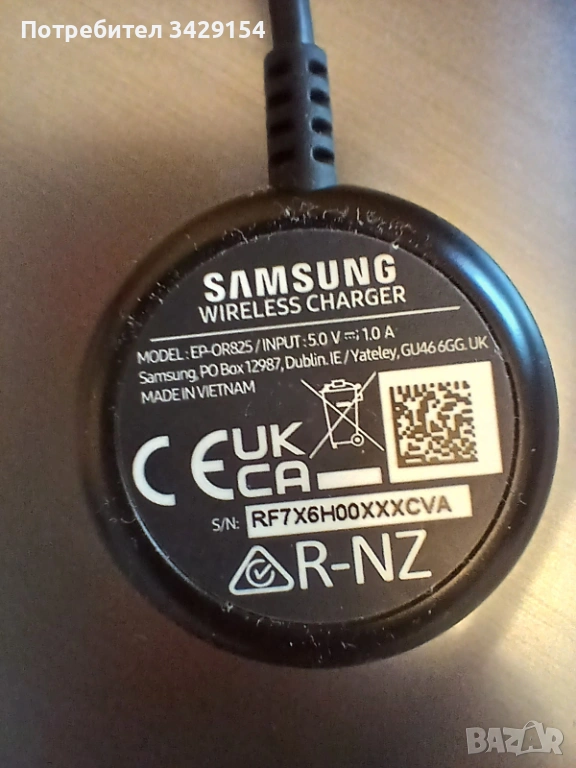 Потребител 3429154
SAMSUNG
WIRELESS CHARGER
MODEL : EP-OR825 / INPUT : 5.0 V ⎓; 1.0 A
Samsung, PO Box 12987, Dublin. IE / Yateley, GU46 6GG. UK
MADE IN VIETNAM
CE UK
CA
S/N: RF7X6H00XXXCVA
R-NZ
BAZAR